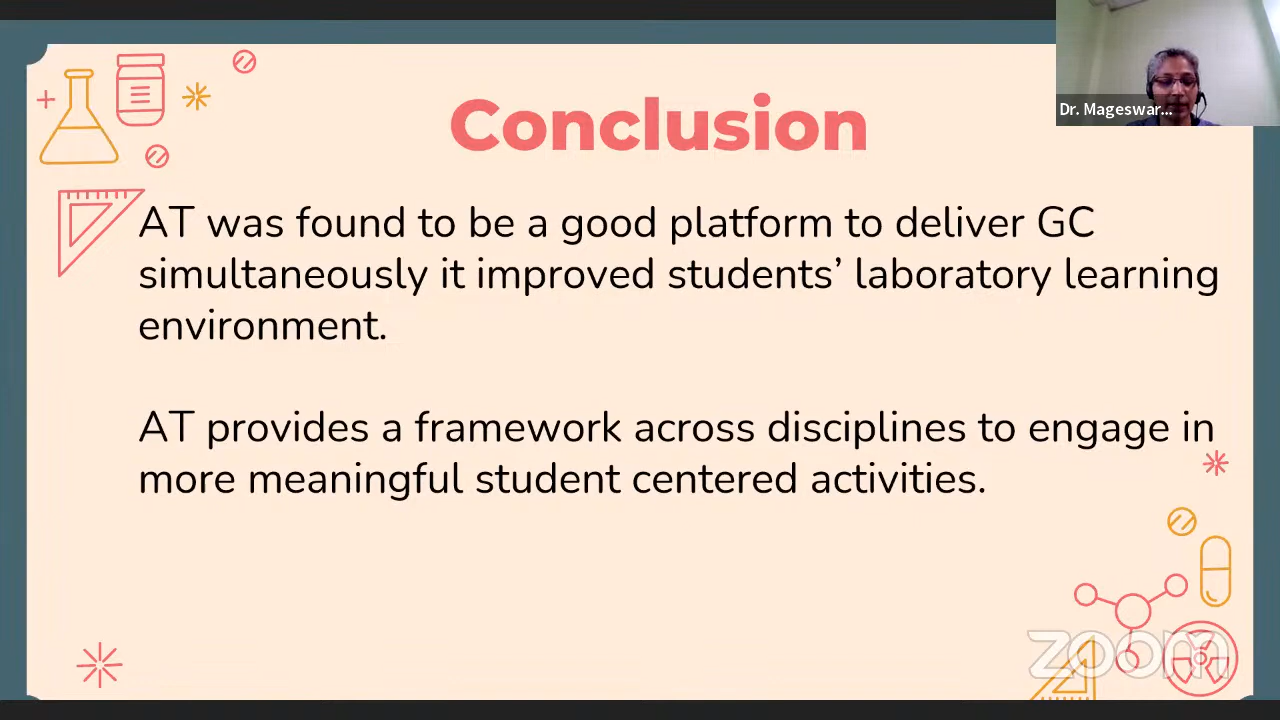 Dr. Mageswar...
Conclusion
AT was found to be a good platform to deliver GC
simultaneously it improved students’ laboratory learning
environment.
AT provides a framework across disciplines to engage in
more meaningful student centered activities.
zoom